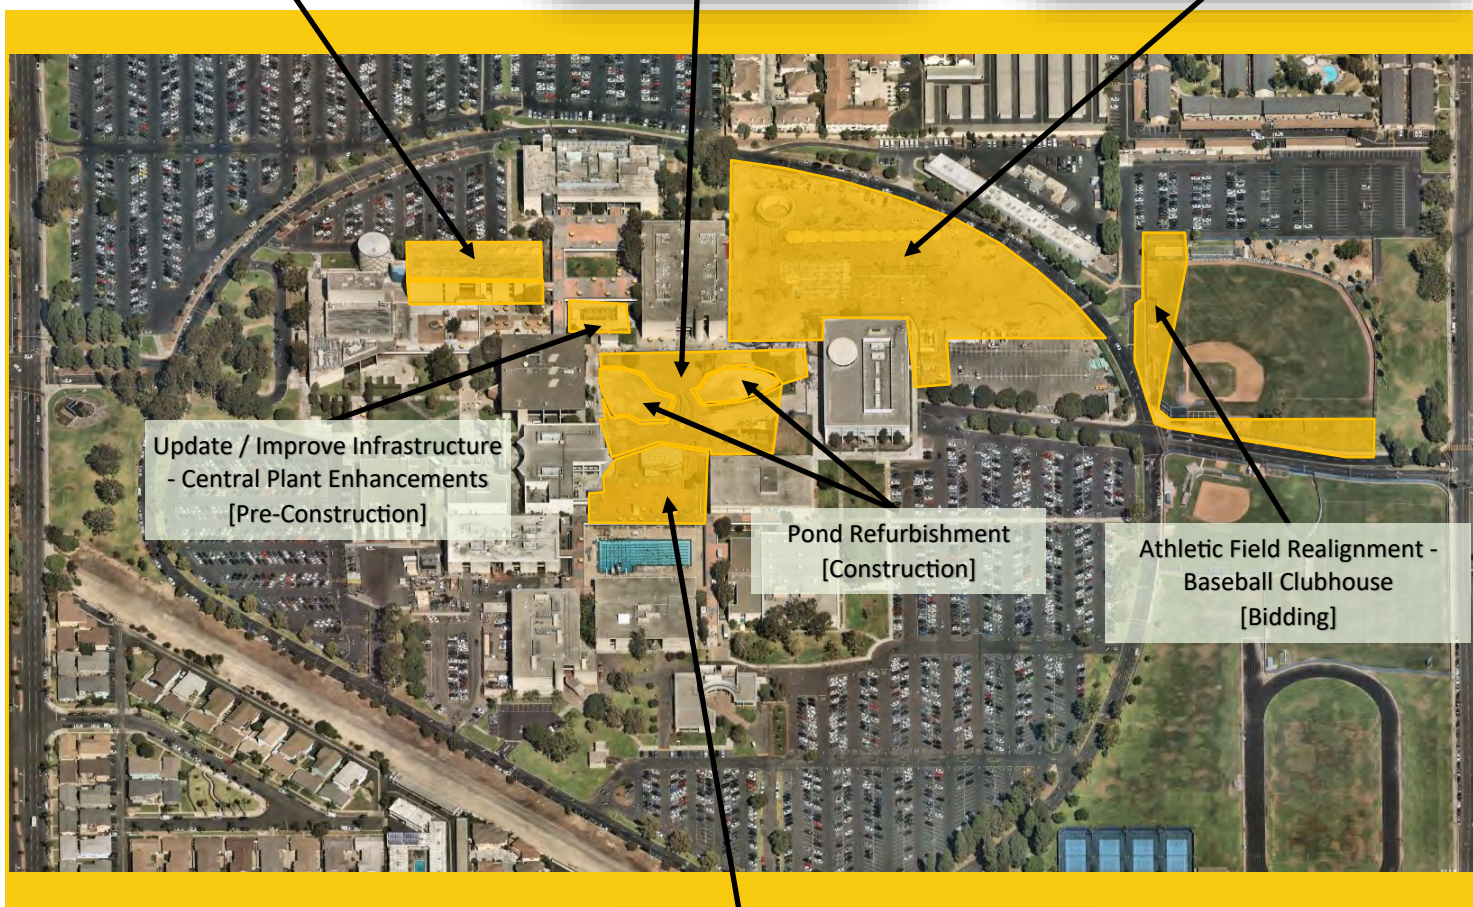 Update / Improve Infrastructure
- Central Plant Enhancements
[Pre-Construction]
Pond Refurbishment
[Construction]
Athletic Field Realignment -
Baseball Clubhouse
[Bidding]